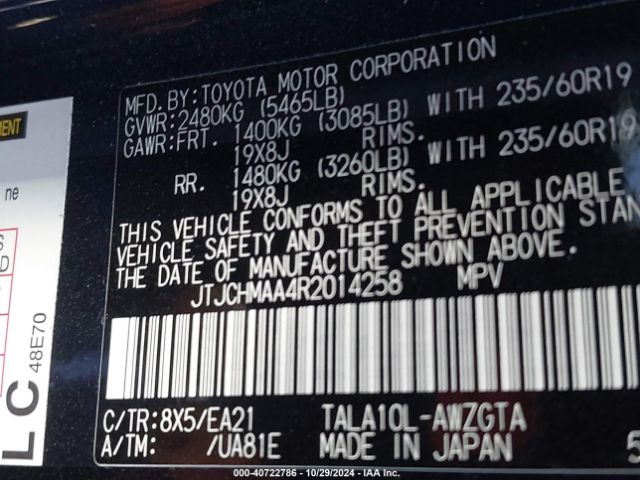 MFD.BY:TOYOTA MOTOR CORPORATION
GVWR:2480KG (5465LB)
GAWR:FRT. 1400KG (3085LB) WITH 235/60R19
19X8J RIMS.
RR. 1480KG (3260LB) WITH 235/60R19
19X8J RIMS.
THIS VEHICLE CONFORMS TO ALL APPLICABLE
VEHICLE SAFETY AND THEFT PREVENTION STAN
THE DATE OF MANUFACTURE SHOWN ABOVE.
JTJCHMAA4R2014258 MPV
C/TR:8X5/EA21 TALA10L-AWZGTA
A/TM: /UA81E MADE IN JAPAN 5
MENT
ne
S
D
LC
48E70
000-40722786 - 10/29/2024 - IAA Inc.